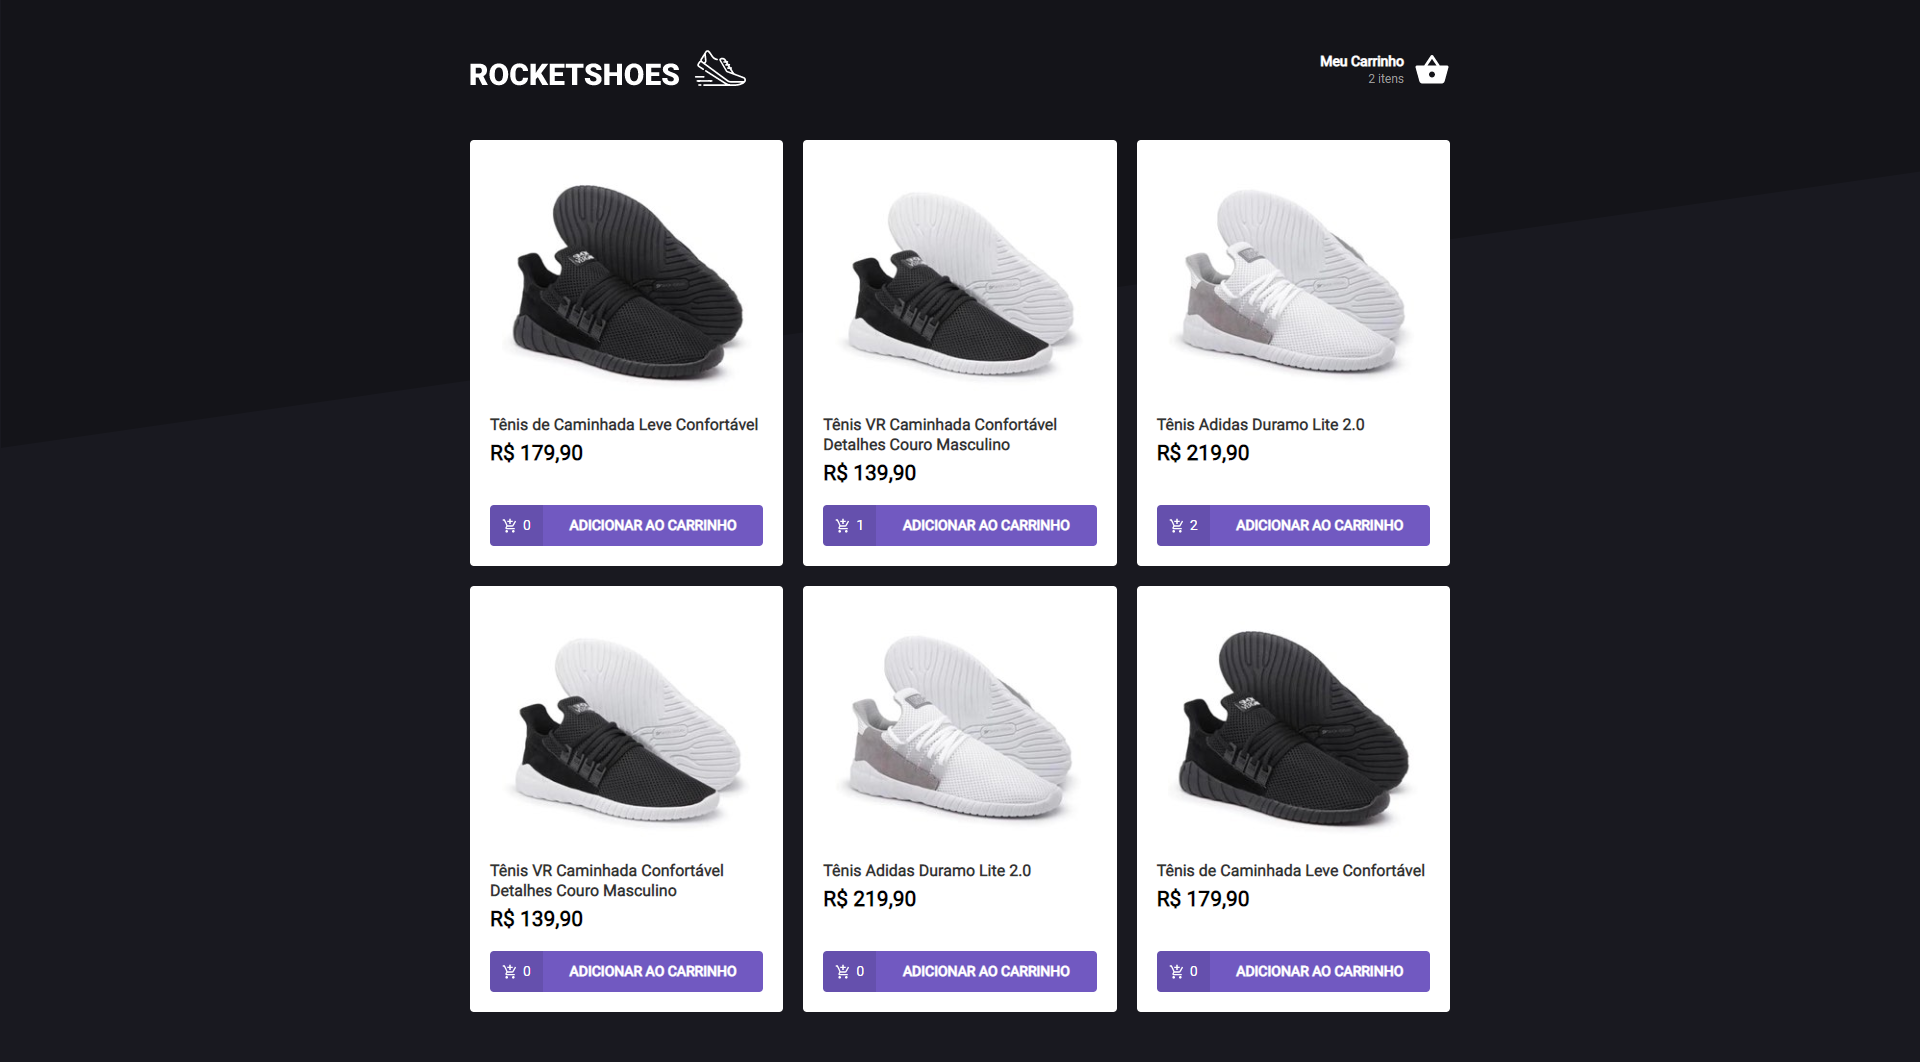 ROCKETSHOES
Meu Carrinho
2 itens
Tênis de Caminhada Leve Confortável
R$ 179,90
0 ADICIONAR AO CARRINHO
Tênis VR Caminhada Confortável
Detalhes Couro Masculino
R$ 139,90
1 ADICIONAR AO CARRINHO
Tênis Adidas Duramo Lite 2.0
R$ 219,90
2 ADICIONAR AO CARRINHO
Tênis VR Caminhada Confortável
Detalhes Couro Masculino
R$ 139,90
0 ADICIONAR AO CARRINHO
Tênis Adidas Duramo Lite 2.0
R$ 219,90
0 ADICIONAR AO CARRINHO
Tênis de Caminhada Leve Confortável
R$ 179,90
0 ADICIONAR AO CARRINHO